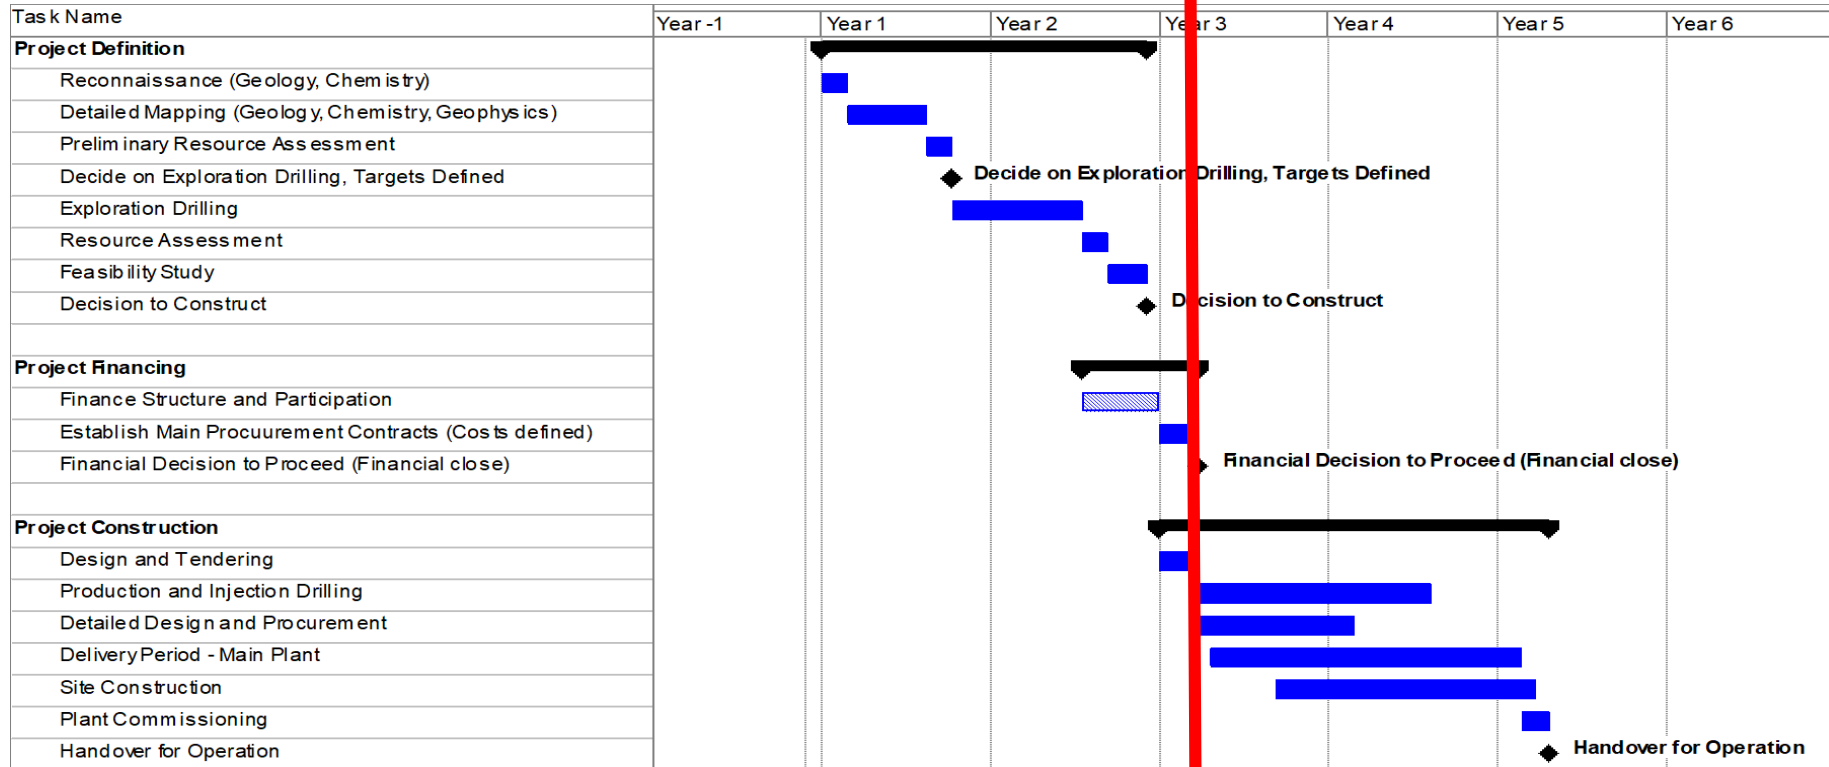 Task Name Year -1 Year 1 Year 2 Year 3 Year 4 Year 5 Year 6
Project Definition
Reconnaissance (Geology, Chemistry)
Detailed Mapping (Geology, Chemistry, Geophysics)
Preliminary Resource Assessment
Decide on Exploration Drilling, Targets Defined Decide on Exploration Drilling, Targets Defined
Exploration Drilling
Resource Assessment
Feasibility Study
Decision to Construct Decision to Construct
Project Financing
Finance Structure and Participation
Establish Main Procuurement Contracts (Costs defined)
Financial Decision to Proceed (Financial close) Financial Decision to Proceed (Financial close)
Project Construction
Design and Tendering
Production and Injection Drilling
Detailed Design and Procurement
Delivery Period - Main Plant
Site Construction
Plant Commissioning
Handover for Operation Handover for Operation